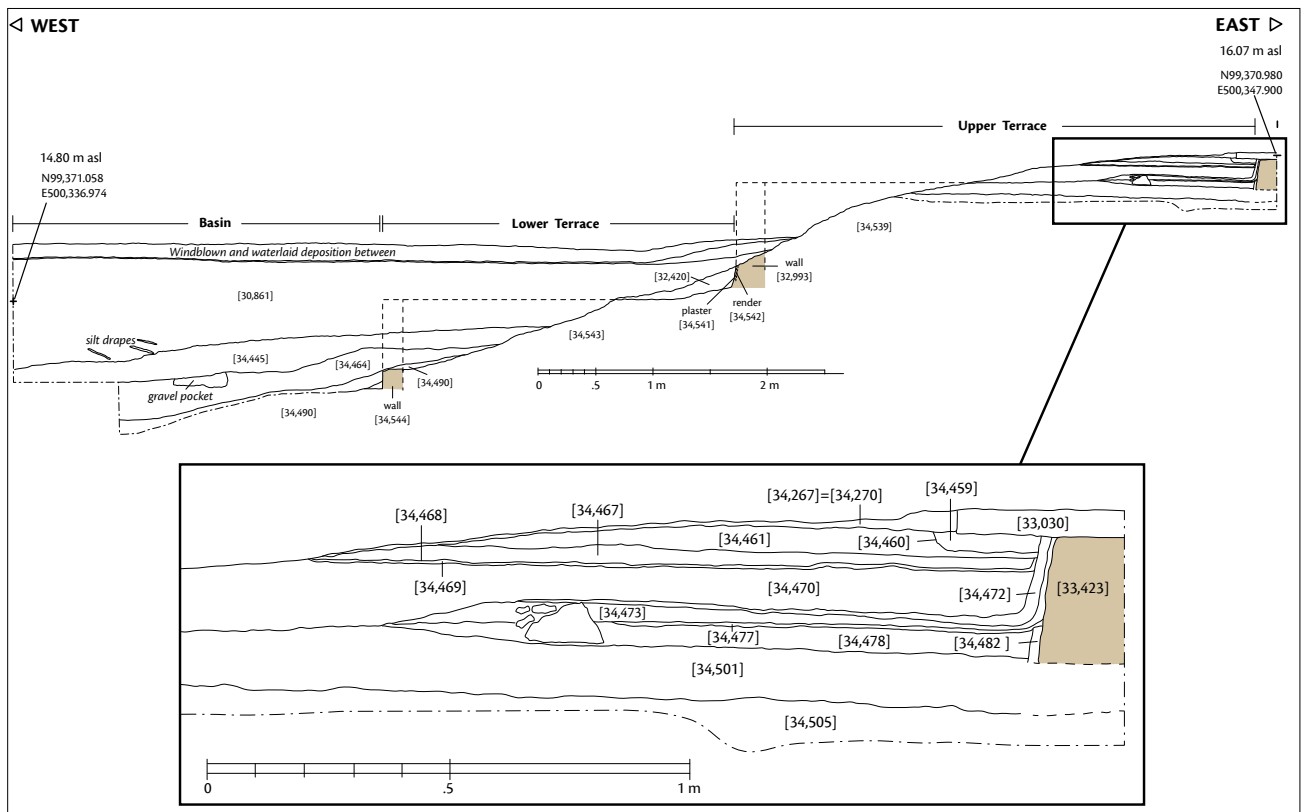 WEST
EAST
16.07 m asl
N99,370.980
E500,347.900
Upper Terrace
14.80 m asl
N99,371.058
E500,336.974
Basin
Lower Terrace
Windblown and waterlaid deposition between
[34,539]
[32,420]
wall
[32,993]
[30,861]
plaster
[34,541]
render
[34,542]
silt drapes
[34,543]
[34,445]
[34,464]
[34,490]
gravel pocket
[34,490]
wall
[34,544]
0 .5 1 m 2 m
[34,267]=[34,270]
[34,459]
[34,468]
[34,467]
[33,030]
[34,461]
[34,460]
[34,469]
[34,470]
[34,472]
[33,423]
[34,473]
[34,477]
[34,478]
[34,482 ]
[34,501]
[34,505]
0 .5 1 m